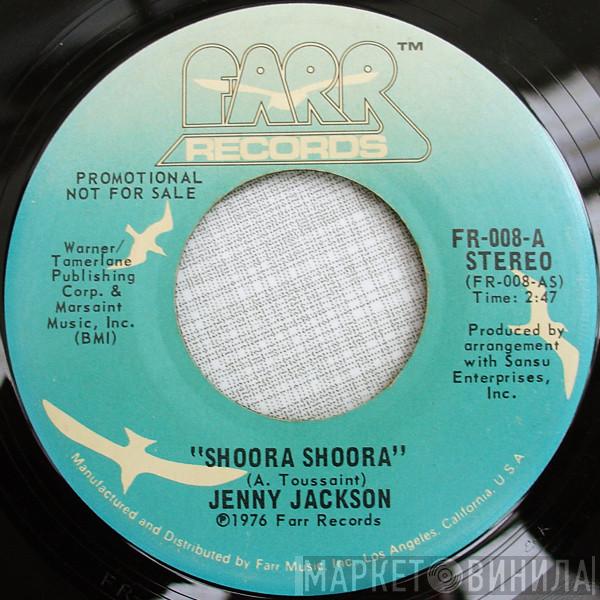 FARR™
RECORDS
PROMOTIONAL
NOT FOR SALE
Warner/
Tamerlane
Publishing
Corp. &
Marsaint
Music, Inc.
(BMI)
FR-008-A
STEREO
(FR-008-AS)
Time: 2:47
Produced by
arrangement
with Sansu
Enterprises,
Inc.
"SHOORA SHOORA"
(A. Toussaint)
JENNY JACKSON
℗1976 Farr Records
Manufactured and Distributed by Farr Music, Inc., Los Angeles, California, U.S.A.
МАРКЕТ ВИНИЛА